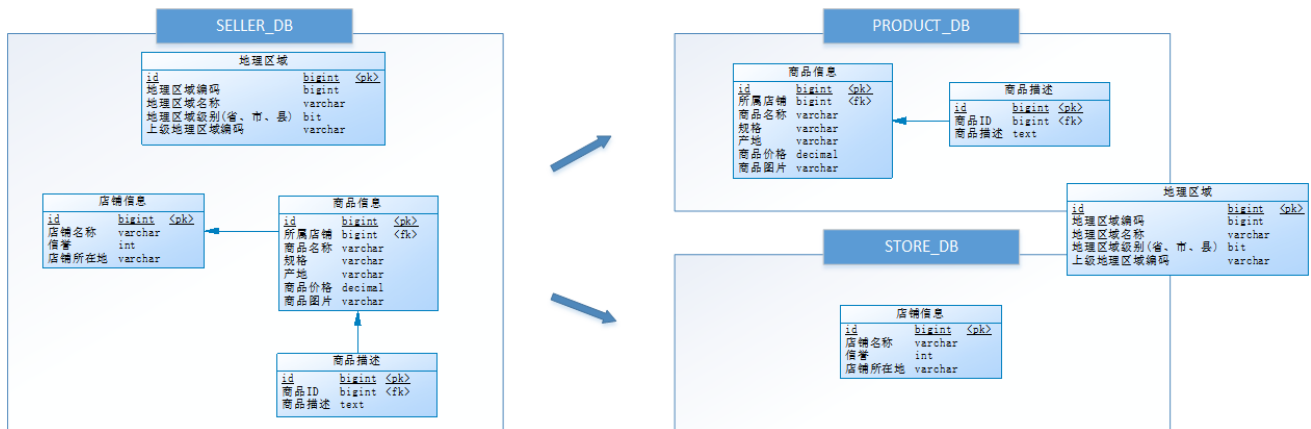 SELLER_DB
地理区域
id bigint <pk>
地理区域编码 bigint
地理区域名称 varchar
地理区域级别(省、市、县) bit
上级地理区域编码 varchar
店铺信息
id bigint <pk>
店铺名称 varchar
信誉 int
店铺所在地 varchar
商品信息
id bigint <pk>
所属店铺 bigint <fk>
商品名称 varchar
规格 varchar
产地 varchar
商品价格 decimal
商品图片 varchar
商品描述
id bigint <pk>
商品ID bigint <fk>
商品描述 text
PRODUCT_DB
商品信息
id bigint <pk>
所属店铺 bigint <fk>
商品名称 varchar
规格 varchar
产地 varchar
商品价格 decimal
商品图片 varchar
商品描述
id bigint <pk>
商品ID bigint <fk>
商品描述 text
地理区域
id bigint <pk>
地理区域编码 bigint
地理区域名称 varchar
地理区域级别(省、市、县) bit
上级地理区域编码 varchar
STORE_DB
店铺信息
id bigint <pk>
店铺名称 varchar
信誉 int
店铺所在地 varchar